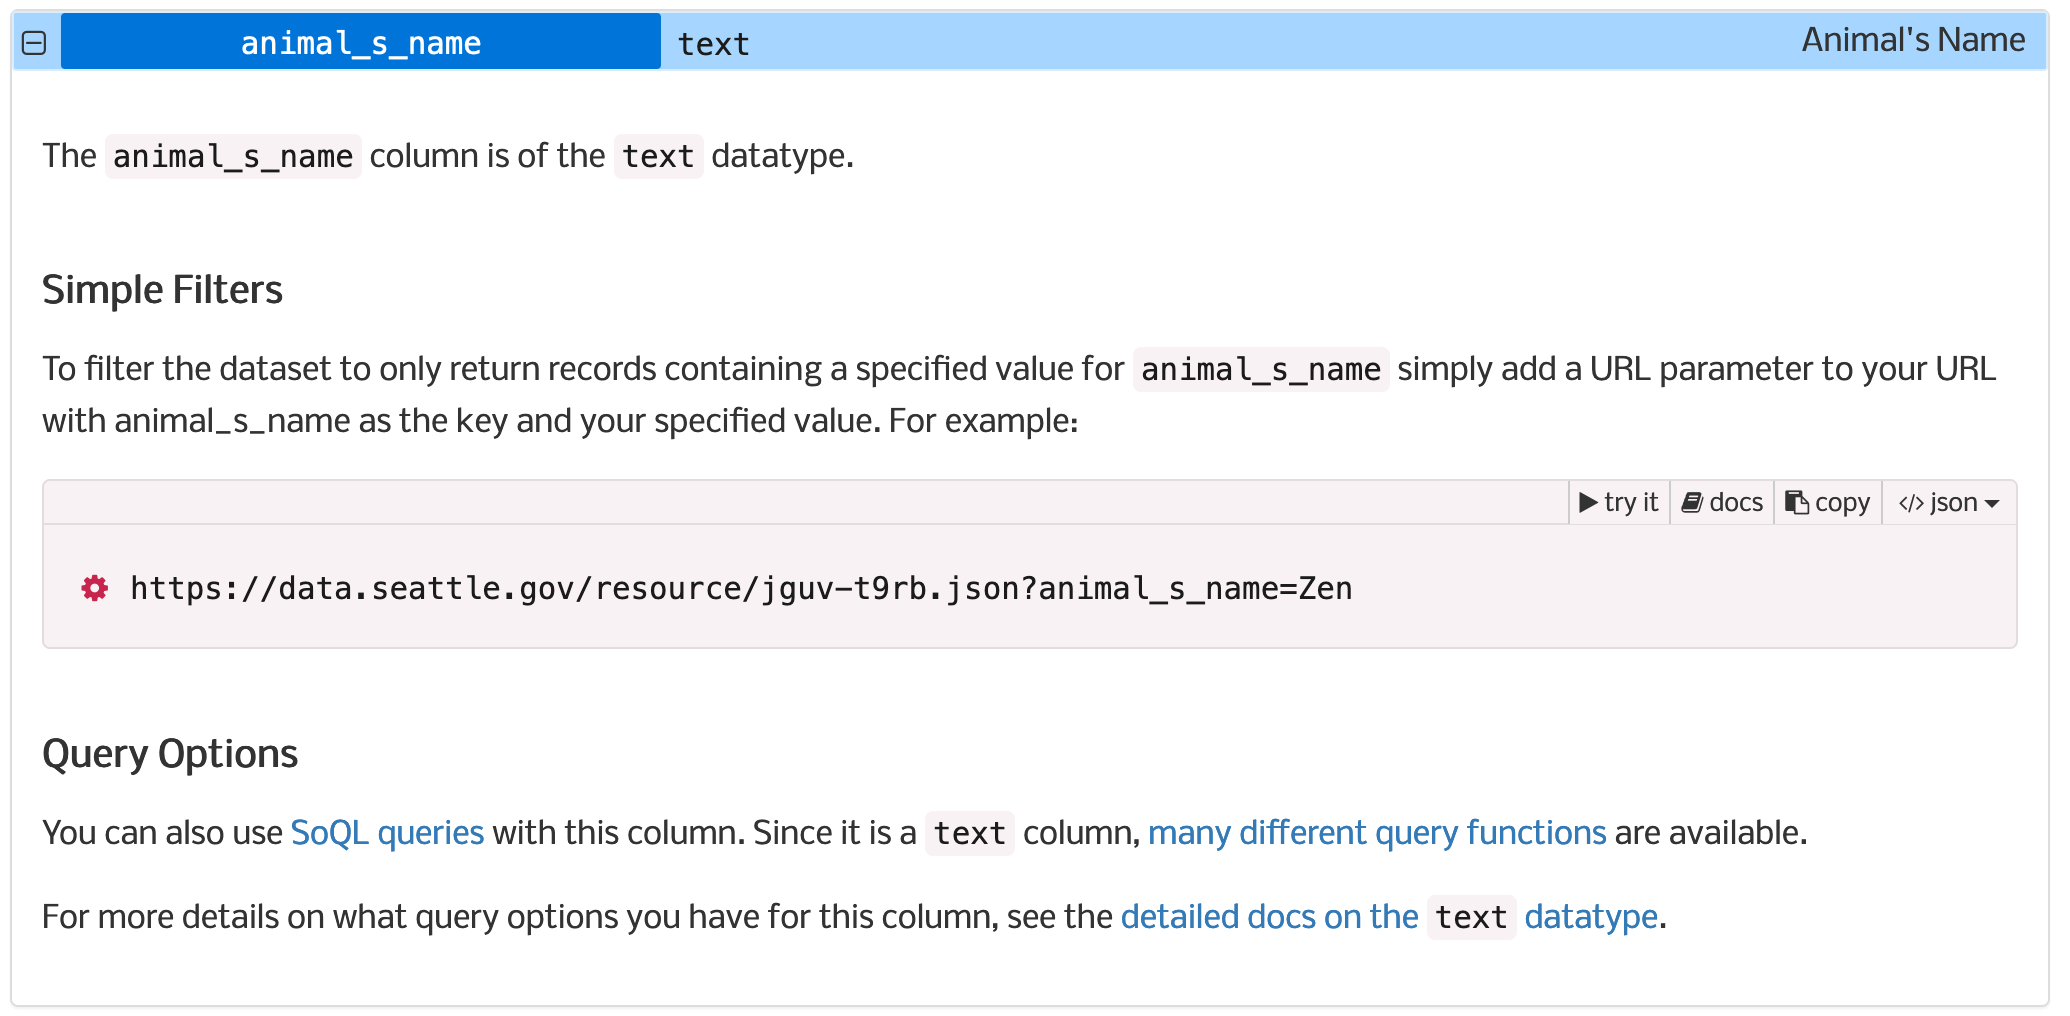 animal_s_name text Animal's Name
The animal_s_name column is of the text datatype.
Simple Filters
To filter the dataset to only return records containing a specified value for animal_s_name simply add a URL parameter to your URL
with animal_s_name as the key and your specified value. For example:
try it docs copy </> json
https://data.seattle.gov/resource/jguv-t9rb.json?animal_s_name=Zen
Query Options
You can also use SoQL queries with this column. Since it is a text column, many different query functions are available.
For more details on what query options you have for this column, see the detailed docs on the text datatype.